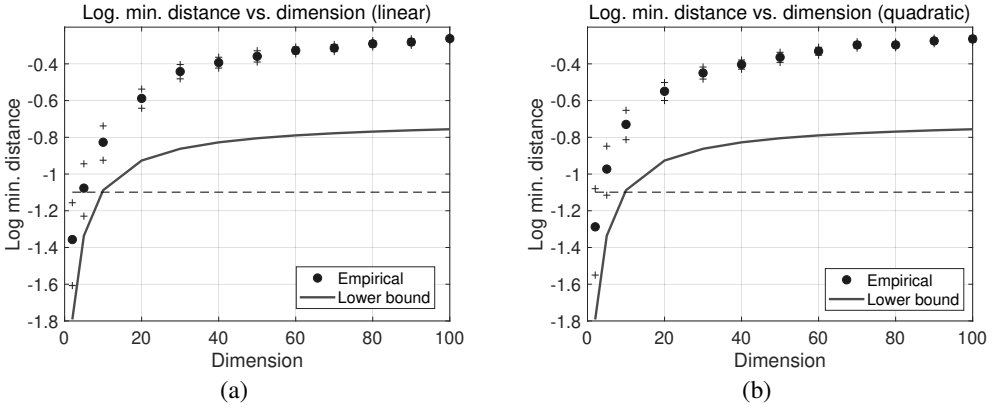 Log. min. distance vs. dimension (linear)
Log min. distance
-0.4
-0.6
-0.8
-1
-1.2
-1.4
-1.6
-1.8
0 20 40 60 80 100
Dimension
Empirical
Lower bound
(a)
Log. min. distance vs. dimension (quadratic)
Log min. distance
-0.4
-0.6
-0.8
-1
-1.2
-1.4
-1.6
-1.8
0 20 40 60 80 100
Dimension
Empirical
Lower bound
(b)